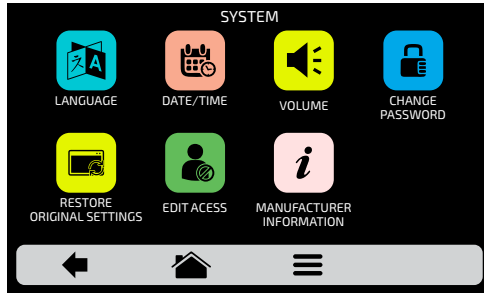 SYSTEM
LANGUAGE
DATE/TIME
VOLUME
CHANGE
PASSWORD
RESTORE
ORIGINAL SETTINGS
EDIT ACESS
MANUFACTURER
INFORMATION